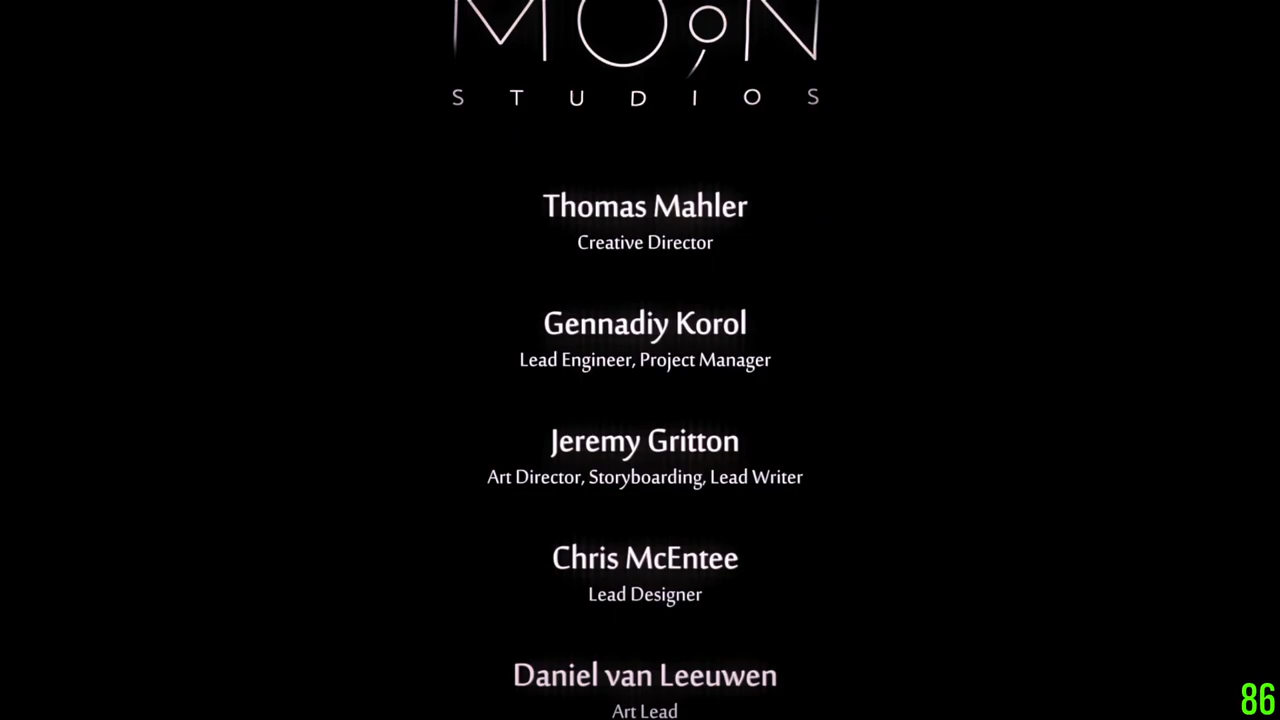 MOON
STUDIOS
Thomas Mahler
Creative Director
Gennadiy Korol
Lead Engineer, Project Manager
Jeremy Gritton
Art Director, Storyboarding, Lead Writer
Chris McEntee
Lead Designer
Daniel van Leeuwen
Art Lead
86